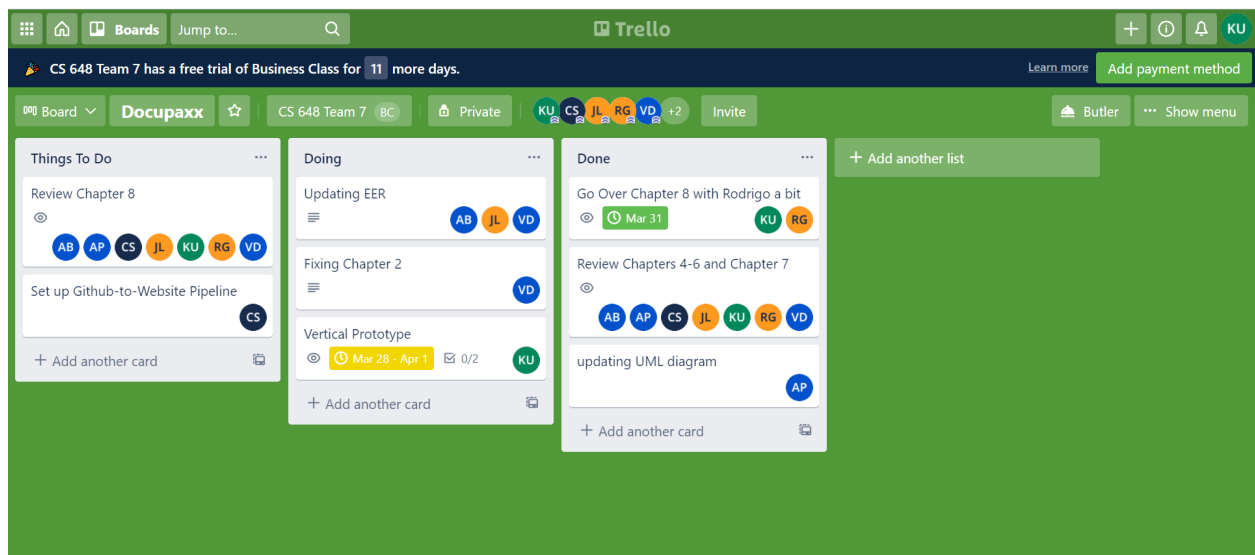 Boards Jump to... Trello KU
CS 648 Team 7 has a free trial of Business Class for 11 more days. Learn more Add payment method
Board Docupaxx CS 648 Team 7 BC Private KU CS JL RG VD +2 Invite Butler Show menu
Things To Do
Review Chapter 8
AB AP CS JL KU RG VD
Set up Github-to-Website Pipeline
CS
+ Add another card
Doing
Updating EER
AB JL VD
Fixing Chapter 2
VD
Vertical Prototype
Mar 28 - Apr 1 0/2 KU
+ Add another card
Done
Go Over Chapter 8 with Rodrigo a bit
Mar 31 KU RG
Review Chapters 4-6 and Chapter 7
AB AP CS JL KU RG VD
updating UML diagram
AP
+ Add another card
+ Add another list